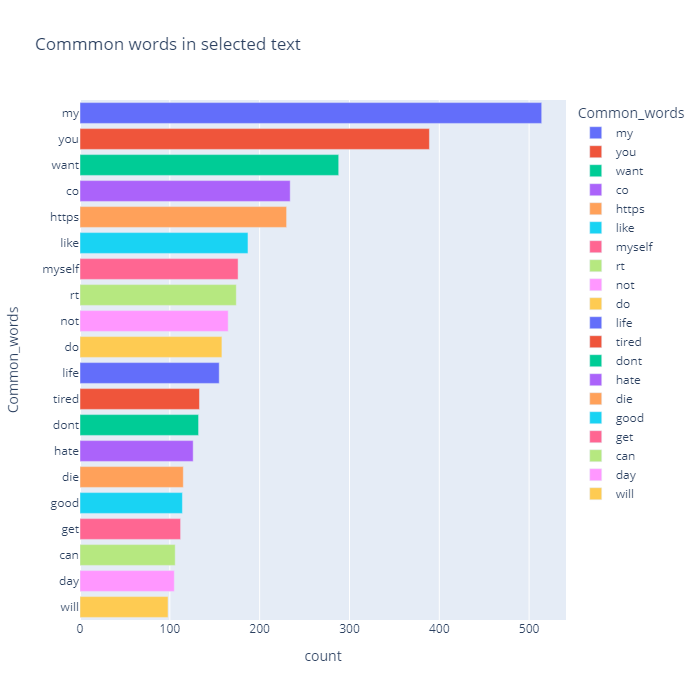 Commmon words in selected text
Common_words
my
you
want
co
https
like
myself
rt
not
do
life
tired
dont
hate
die
good
get
can
day
will
0 100 200 300 400 500
count
Common_words
my
you
want
co
https
like
myself
rt
not
do
life
tired
dont
hate
die
good
get
can
day
will